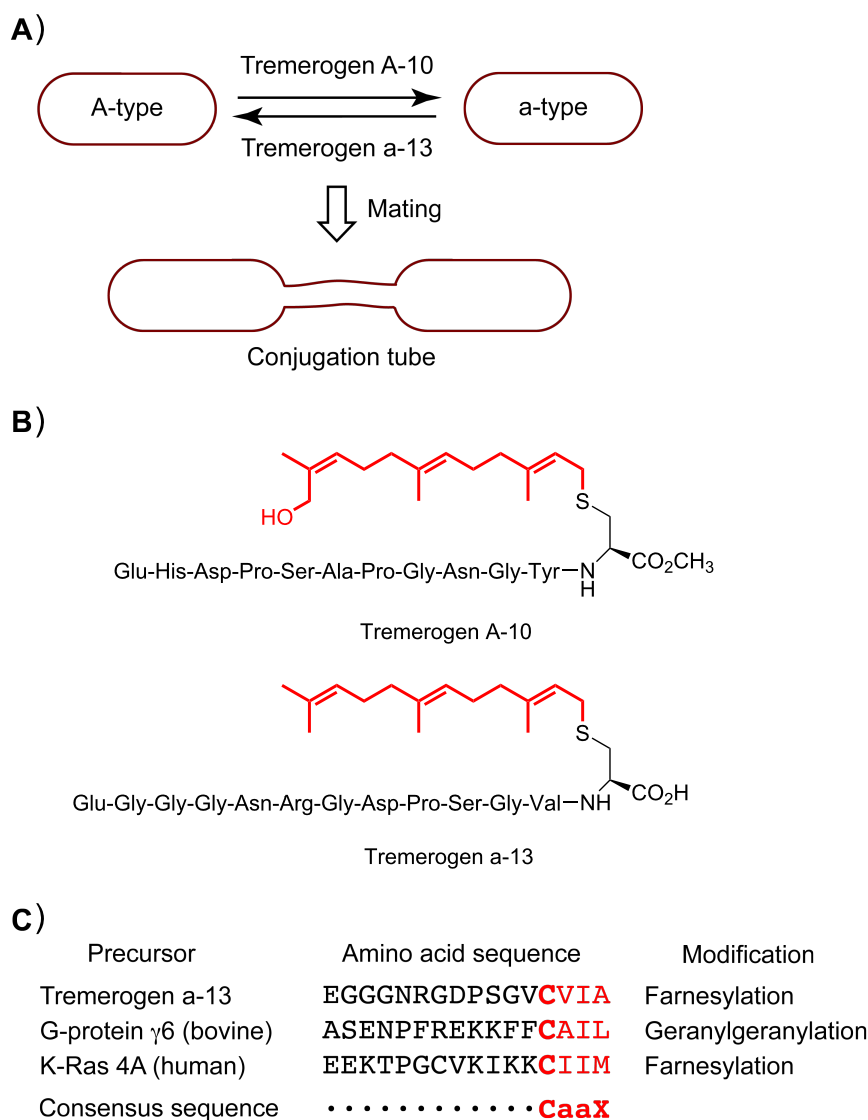 A)
Tremerogen A-10
A-type
a-type
Tremerogen a-13
Mating
Conjugation tube
B)
HO
S
Glu-His-Asp-Pro-Ser-Ala-Pro-Gly-Asn-Gly-Tyr-N
H
CO2CH3
Tremerogen A-10
S
Glu-Gly-Gly-Gly-Asn-Arg-Gly-Asp-Pro-Ser-Gly-Val-NH
CO2H
Tremerogen a-13
C)
Precursor Amino acid sequence Modification
Tremerogen a-13 EGGGNRGDPSGVCVIA Farnesylation
G-protein γ6 (bovine) ASENPFREKKFFCAIL Geranylgeranylation
K-Ras 4A (human) EEKTPGCVKIKKCIIM Farnesylation
Consensus sequence ············CaaX